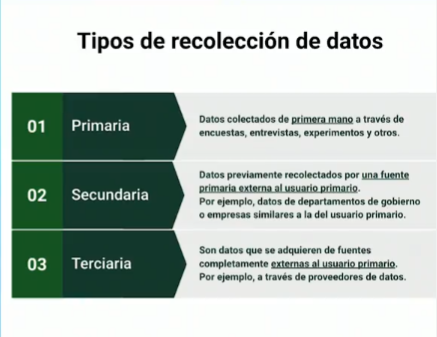 Tipos de recolección de datos
01
Primaria
Datos colectados de primera mano a través de
encuestas, entrevistas, experimentos y otros.
02
Secundaria
Datos previamente recolectados por una fuente
primaria externa al usuario primario.
Por ejemplo, datos de departamentos de gobierno
o empresas similares a la del usuario primario.
03
Terciaria
Son datos que se adquieren de fuentes
completamente externas al usuario primario.
Por ejemplo, a través de proveedores de datos.